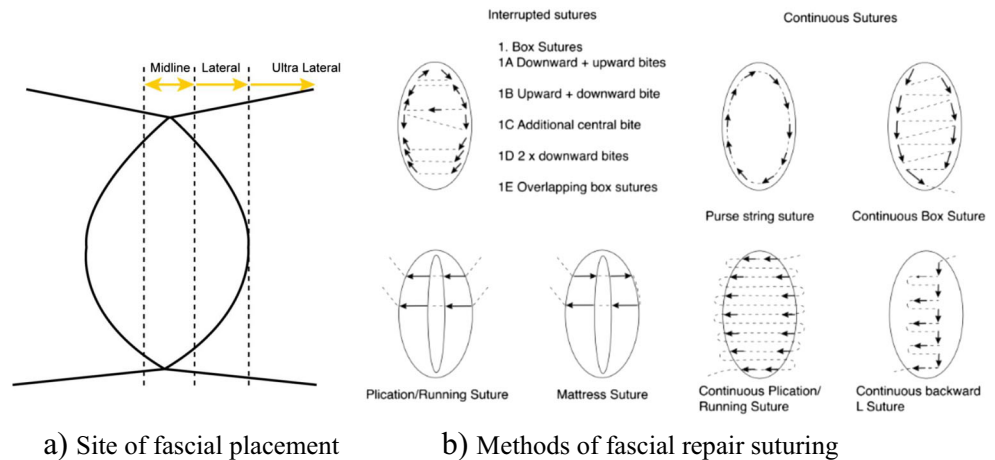 Midline Lateral Ultra Lateral
a) Site of fascial placement
Interrupted sutures
1. Box Sutures
1A Downward + upward bites
1B Upward + downward bite
1C Additional central bite
1D 2 x downward bites
1E Overlapping box sutures
Continuous Sutures
Purse string suture
Continuous Box Suture
Plication/Running Suture
Mattress Suture
Continuous Plication/
Running Suture
Continuous backward
L Suture
b) Methods of fascial repair suturing